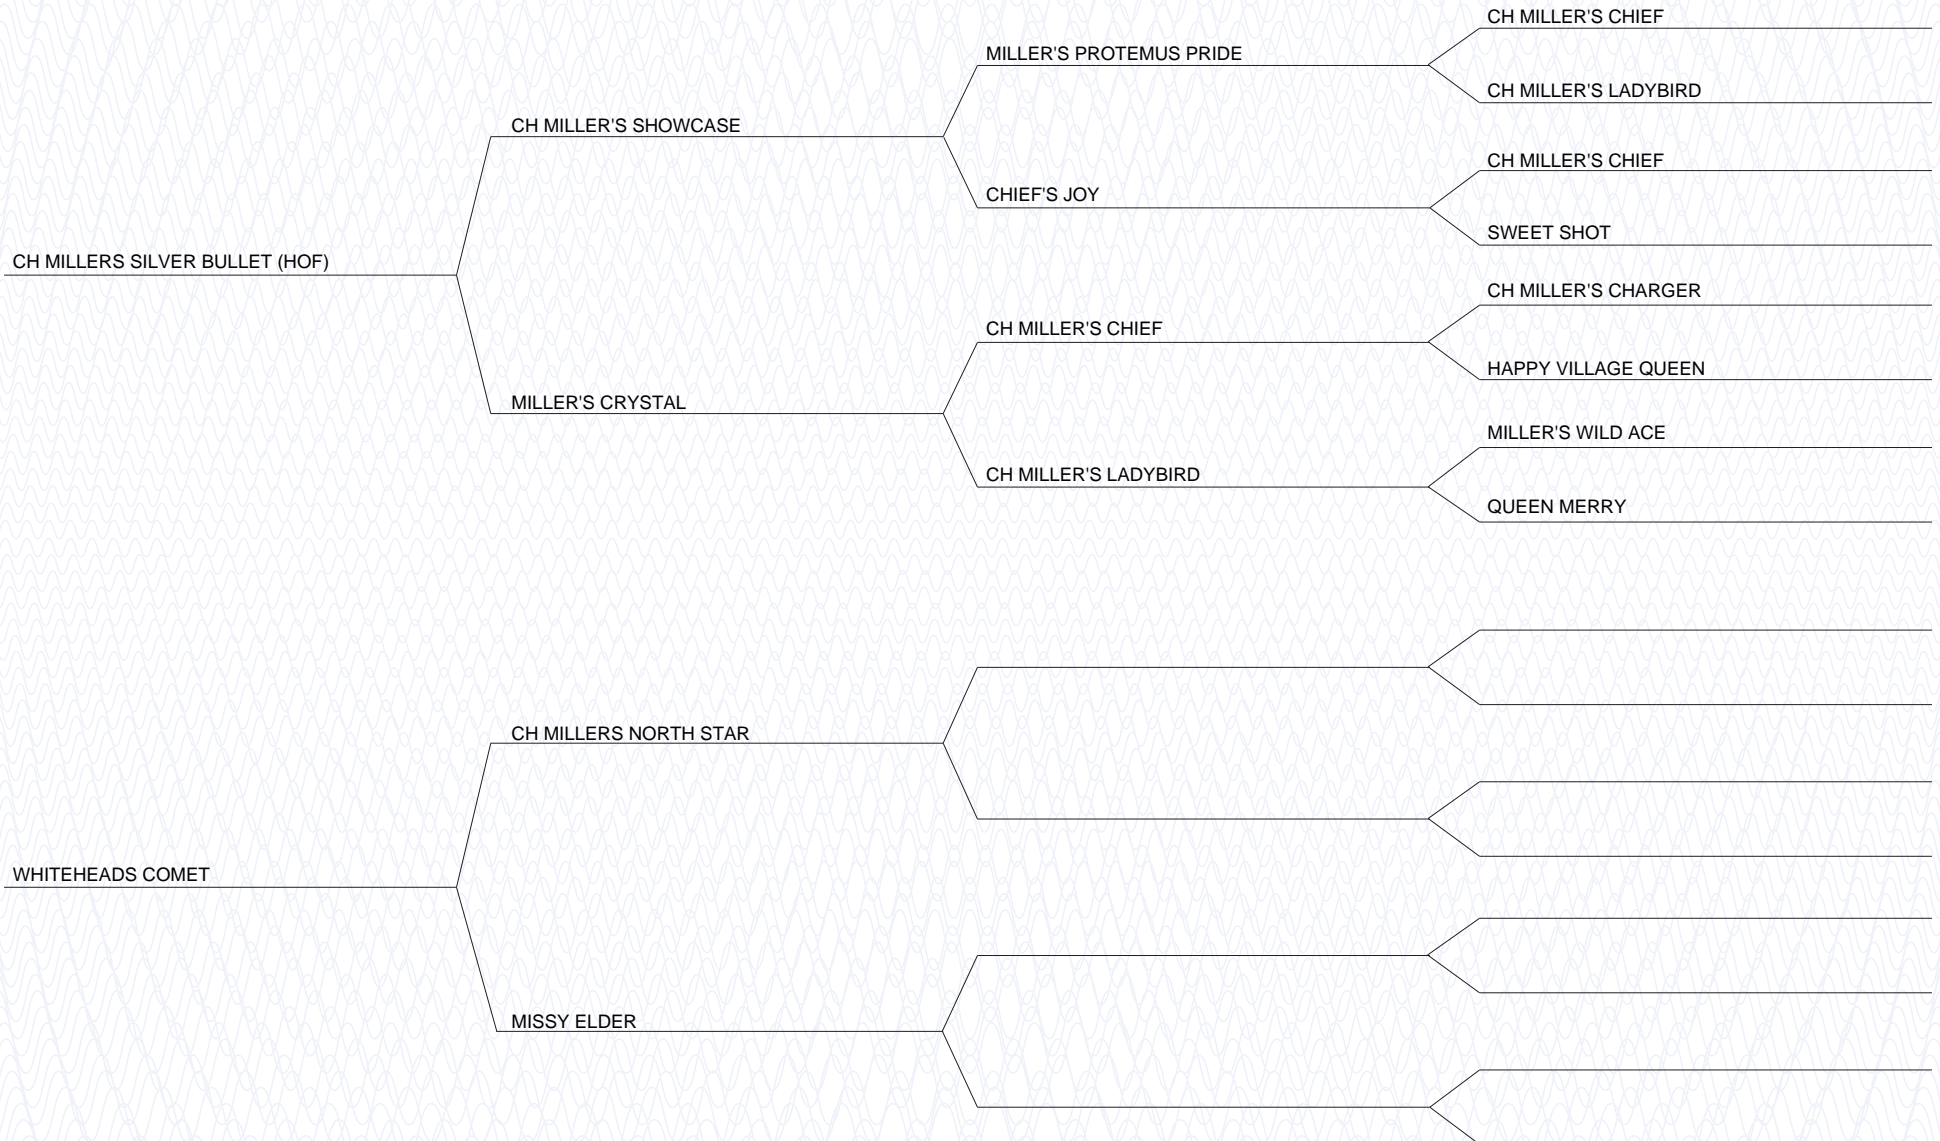 CH MILLER'S CHIEF
MILLER'S PROTEMUS PRIDE
CH MILLER'S LADYBIRD
CH MILLER'S SHOWCASE
CH MILLER'S CHIEF
CHIEF'S JOY
SWEET SHOT
CH MILLERS SILVER BULLET (HOF)
CH MILLER'S CHARGER
CH MILLER'S CHIEF
HAPPY VILLAGE QUEEN
MILLER'S CRYSTAL
MILLER'S WILD ACE
CH MILLER'S LADYBIRD
QUEEN MERRY
CH MILLERS NORTH STAR
WHITEHEADS COMET
MISSY ELDER